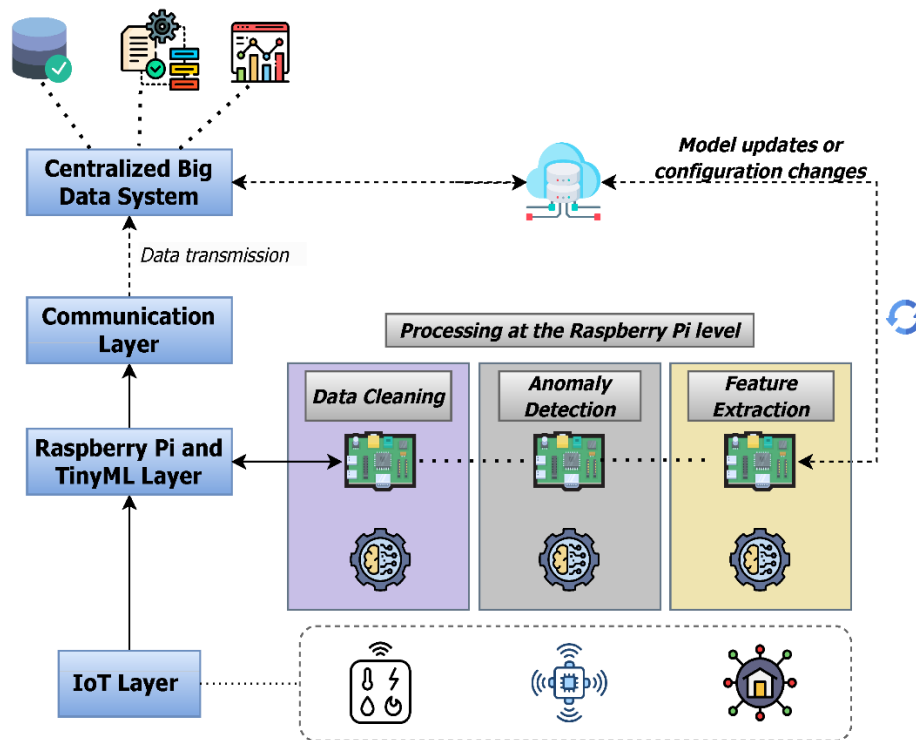 Centralized Big
Data System
Model updates or
configuration changes
Data transmission
Communication
Layer
Processing at the Raspberry Pi level
Data Cleaning
Anomaly
Detection
Feature
Extraction
Raspberry Pi and
TinyML Layer
IoT Layer